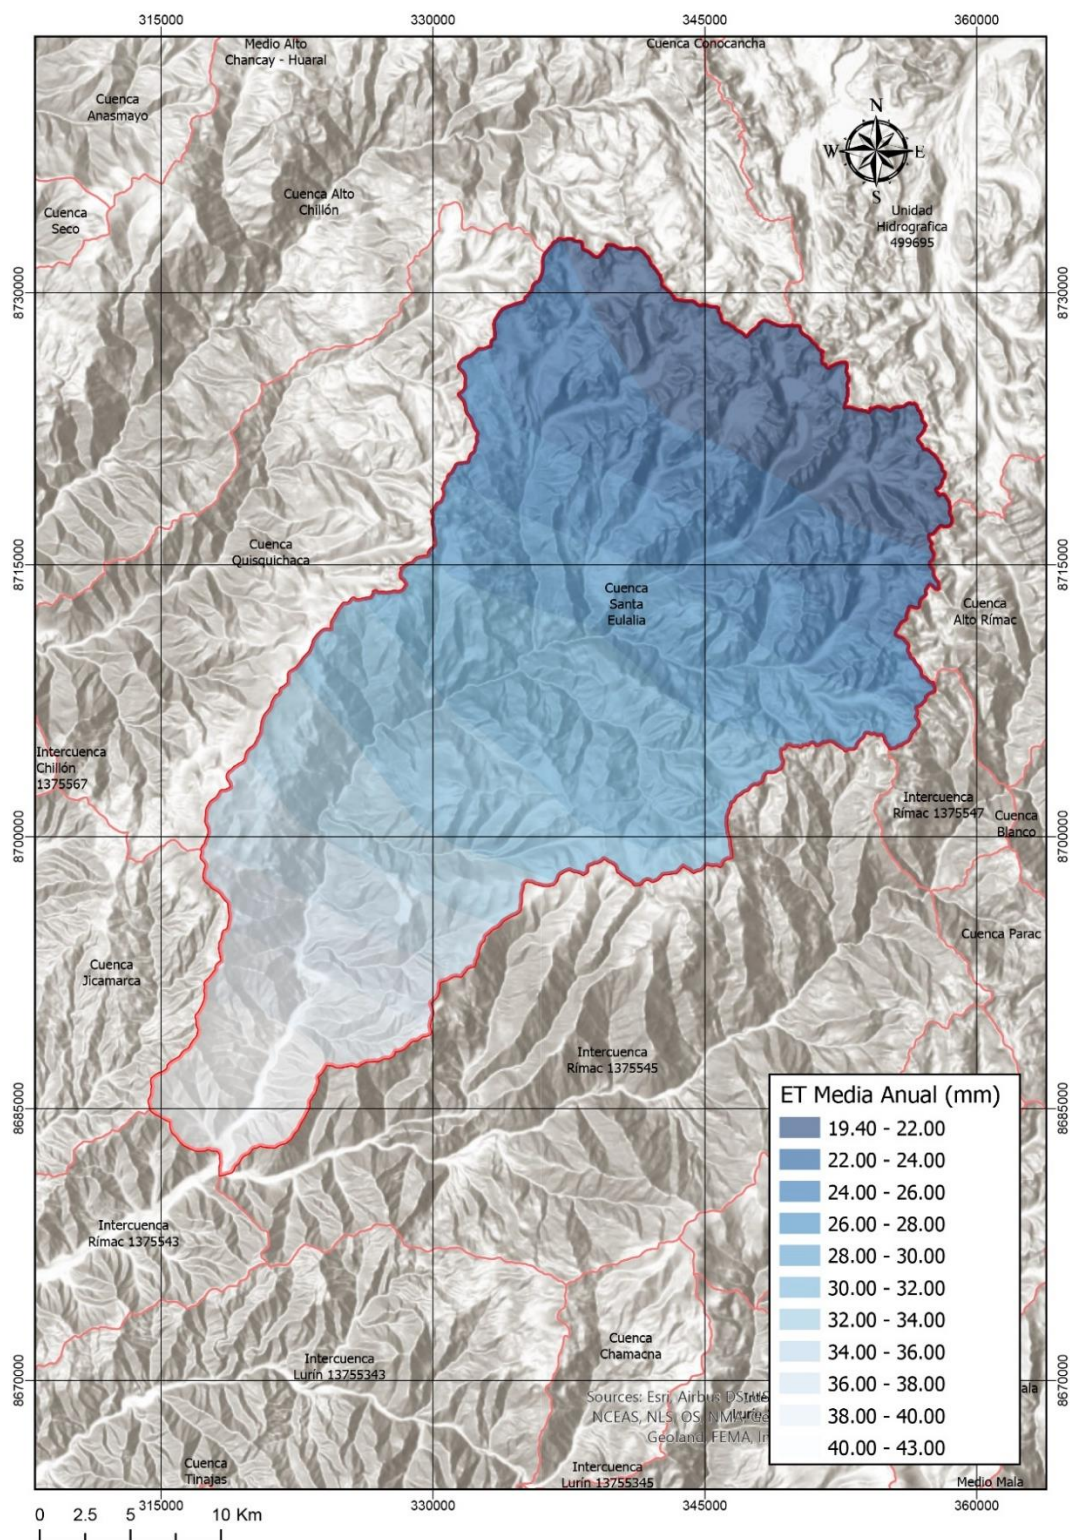 315000
330000
345000
360000
Medio Alto
Chancay - Huaral
Cuenca Conocancha
Cuenca
Anasmayo
N
W
E
S
Cuenca Alto
Chillón
Cuenca
Seco
Unidad
Hidrografica
499695
8730000
8730000
Cuenca
Quisquichaca
8715000
8715000
Cuenca
Santa
Eulalia
Cuenca
Alto Rímac
Intercuenca
Chillón
1375567
Intercuenca
Rímac 1375547
Cuenca
Blanco
8700000
8700000
Cuenca Parac
Cuenca
Jicamarca
Intercuenca
Rímac 1375545
8685000
8685000
ET Media Anual (mm)
19.40 - 22.00
22.00 - 24.00
24.00 - 26.00
26.00 - 28.00
28.00 - 30.00
30.00 - 32.00
32.00 - 34.00
34.00 - 36.00
36.00 - 38.00
38.00 - 40.00
40.00 - 43.00
Intercuenca
Rímac 1375543
Cuenca
Chamacna
Intercuenca
Lurín 13755343
8670000
8670000
ala
Sources: Esri, Airbus
NCEAS, NLS, OS,
Geoland, FEMA,
Cuenca
Tinajas
Intercuenca
Lurín 13755345
Medio Mala
315000
330000
345000
360000
0 2.5 5 10 Km